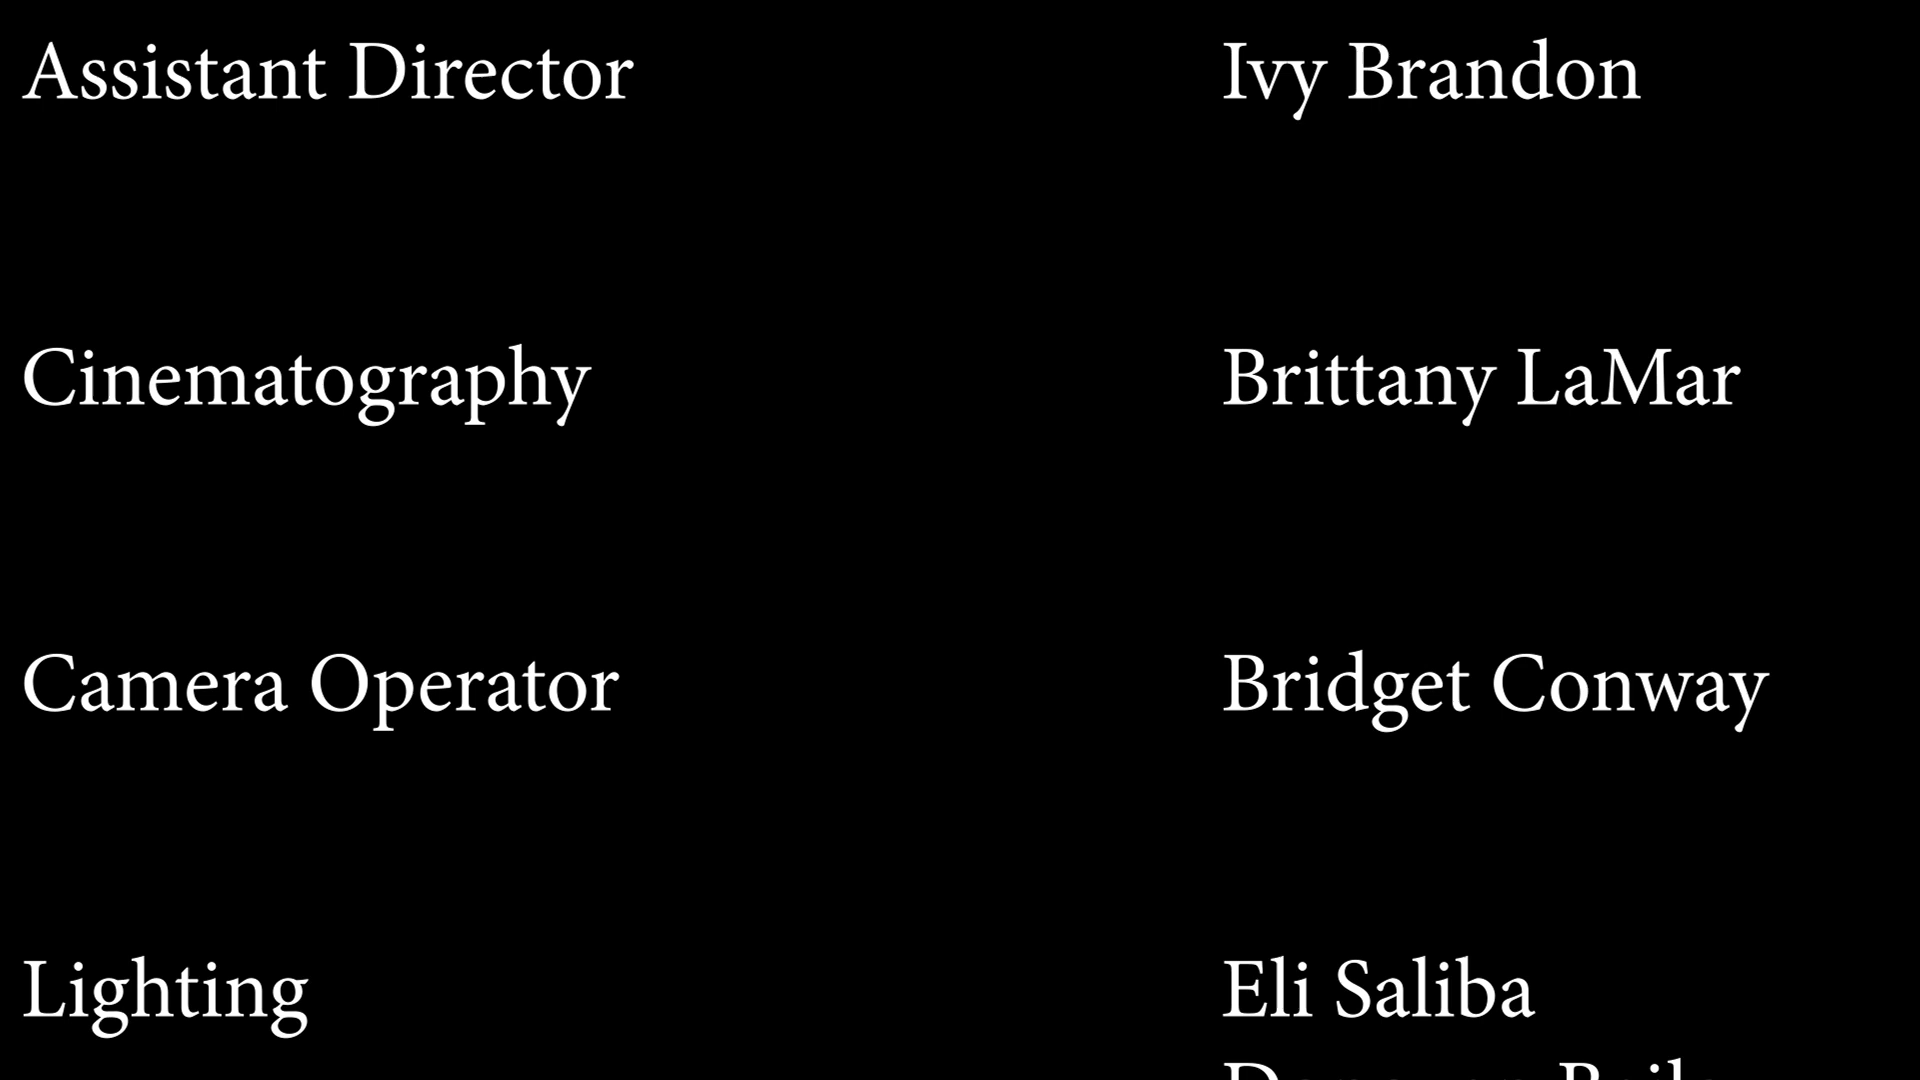 Assistant Director Ivy Brandon
Cinematography Brittany LaMar
Camera Operator Bridget Conway
Lighting Eli Saliba